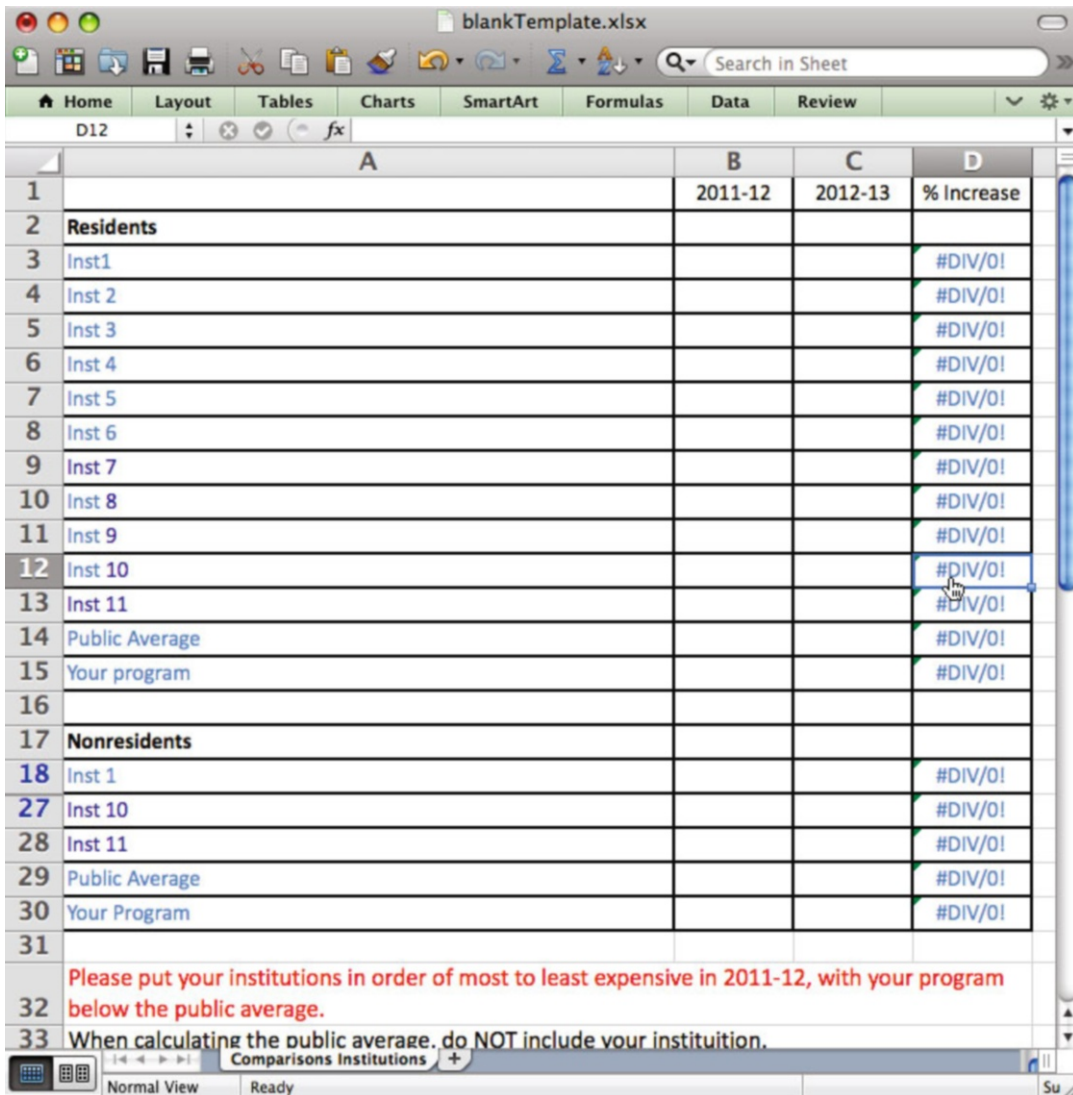 blankTemplate.xlsx
Search in Sheet
Home Layout Tables Charts SmartArt Formulas Data Review
D12 fx
A B C D
1 2011-12 2012-13 % Increase
2 Residents
3 Inst1 #DIV/0!
4 Inst 2 #DIV/0!
5 Inst 3 #DIV/0!
6 Inst 4 #DIV/0!
7 Inst 5 #DIV/0!
8 Inst 6 #DIV/0!
9 Inst 7 #DIV/0!
10 Inst 8 #DIV/0!
11 Inst 9 #DIV/0!
12 Inst 10 #DIV/0!
13 Inst 11 #DIV/0!
14 Public Average #DIV/0!
15 Your program #DIV/0!
16
17 Nonresidents
18 Inst 1 #DIV/0!
27 Inst 10 #DIV/0!
28 Inst 11 #DIV/0!
29 Public Average #DIV/0!
30 Your Program #DIV/0!
31
Please put your institutions in order of most to least expensive in 2011-12, with your program
32 below the public average.
33 When calculating the public average, do NOT include your instituition.
Comparisons Institutions +
Normal View Ready Su